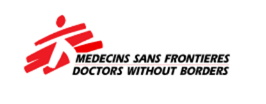 MEDECINS SANS FRONTIERES
DOCTORS WITHOUT BORDERS